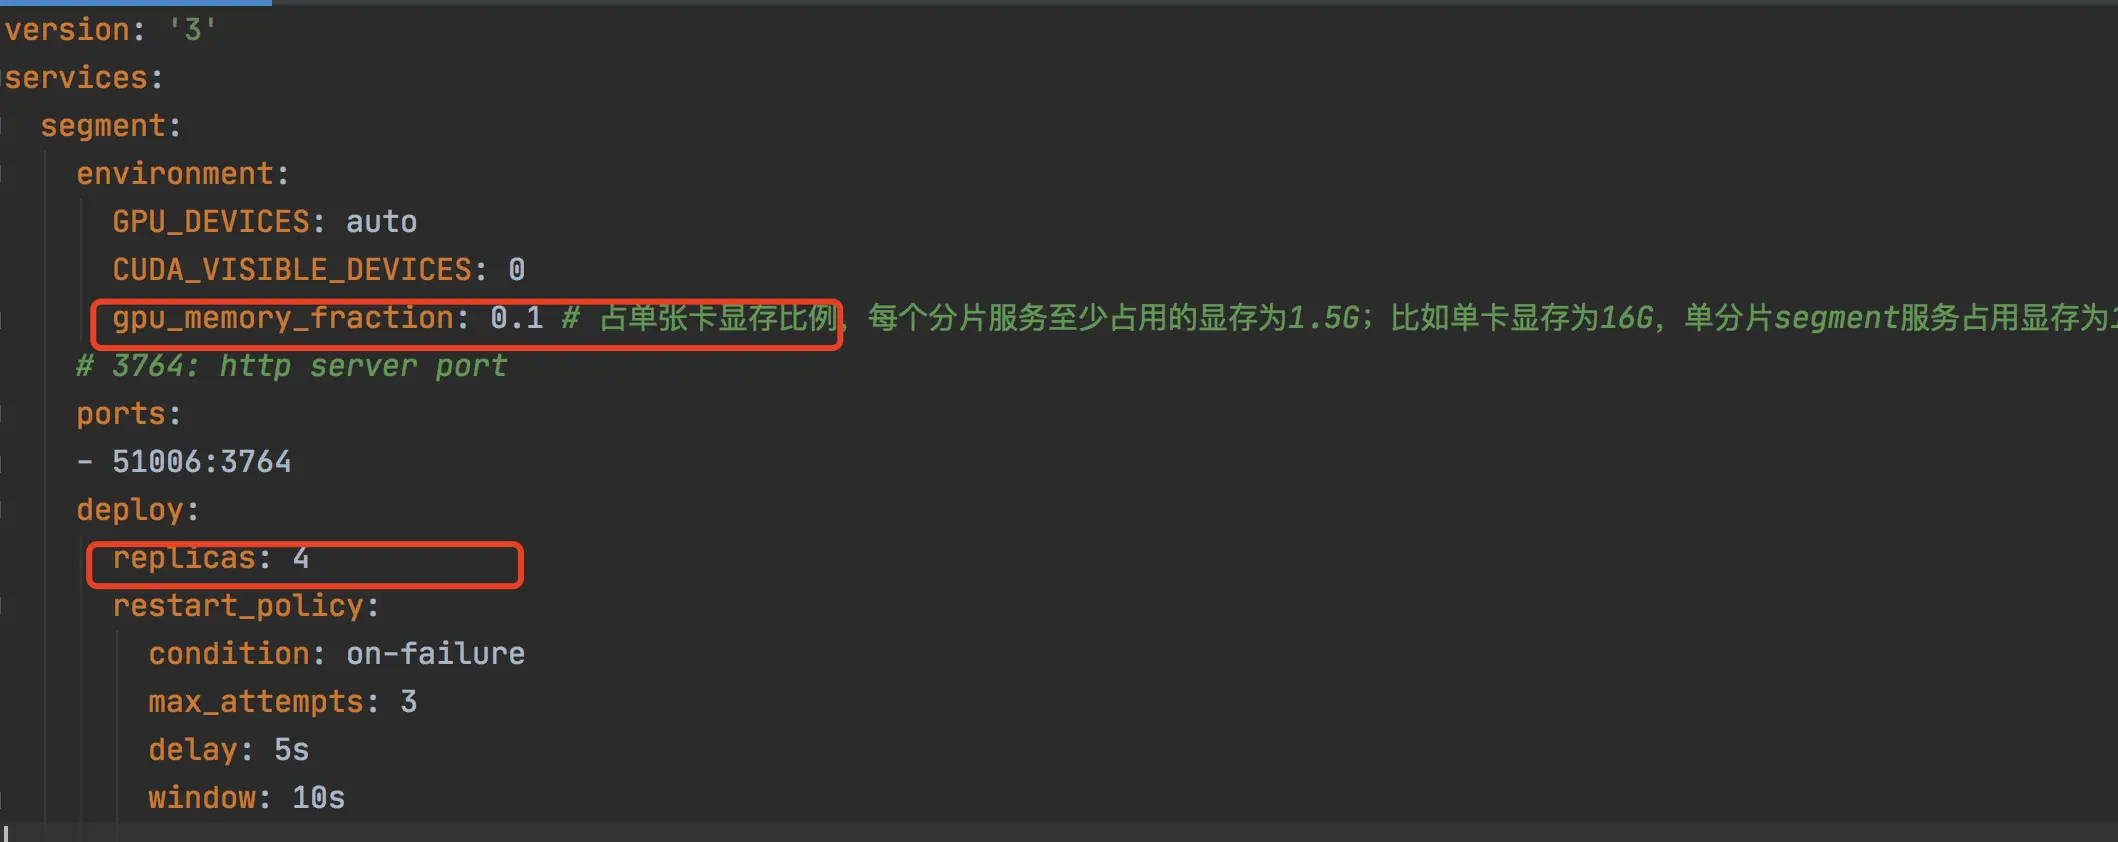 version: '3'
services:
  segment:
    environment:
      GPU_DEVICES: auto
      CUDA_VISIBLE_DEVICES: 0
      gpu_memory_fraction: 0.1 # 占单张卡显存比例，每个分片服务至少占用的显存为1.5G；比如单卡显存为16G，单分片segment服务占用显存为1
    # 3764: http server port
    ports:
    - 51006:3764
    deploy:
      replicas: 4
      restart_policy:
        condition: on-failure
        max_attempts: 3
        delay: 5s
        window: 10s